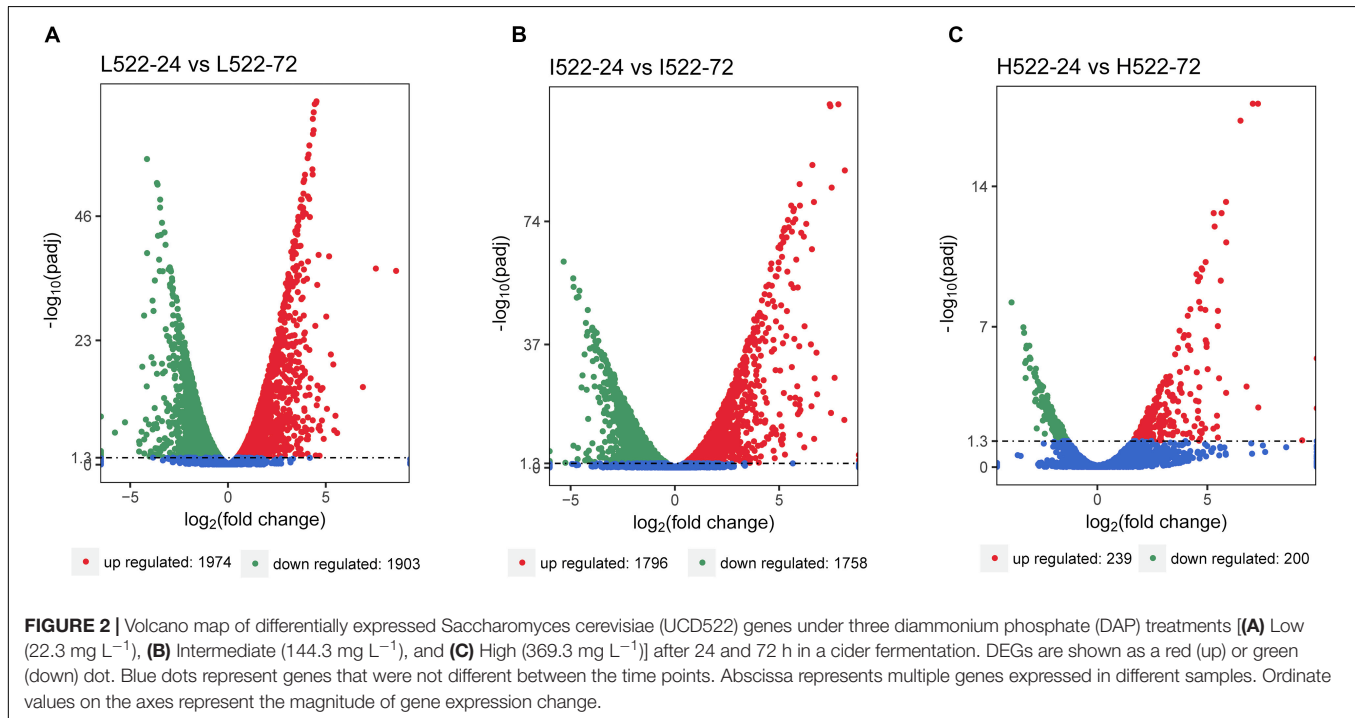 A
L522-24 vs L522-72
-log10(padj)
46
23
1.3
0
−5
0
5
log2(fold change)
up regulated: 1974
down regulated: 1903
B
I522-24 vs I522-72
-log10(padj)
74
37
1.3
0
−5
0
5
log2(fold change)
up regulated: 1796
down regulated: 1758
C
H522-24 vs H522-72
-log10(padj)
14
7
1.3
0
0
5
log2(fold change)
up regulated: 239
down regulated: 200
FIGURE 2 | Volcano map of differentially expressed Saccharomyces cerevisiae (UCD522) genes under three diammonium phosphate (DAP) treatments [(A) Low
(22.3 mg L−1), (B) Intermediate (144.3 mg L−1), and (C) High (369.3 mg L−1)] after 24 and 72 h in a cider fermentation. DEGs are shown as a red (up) or green
(down) dot. Blue dots represent genes that were not different between the time points. Abscissa represents multiple genes expressed in different samples. Ordinate
values on the axes represent the magnitude of gene expression change.